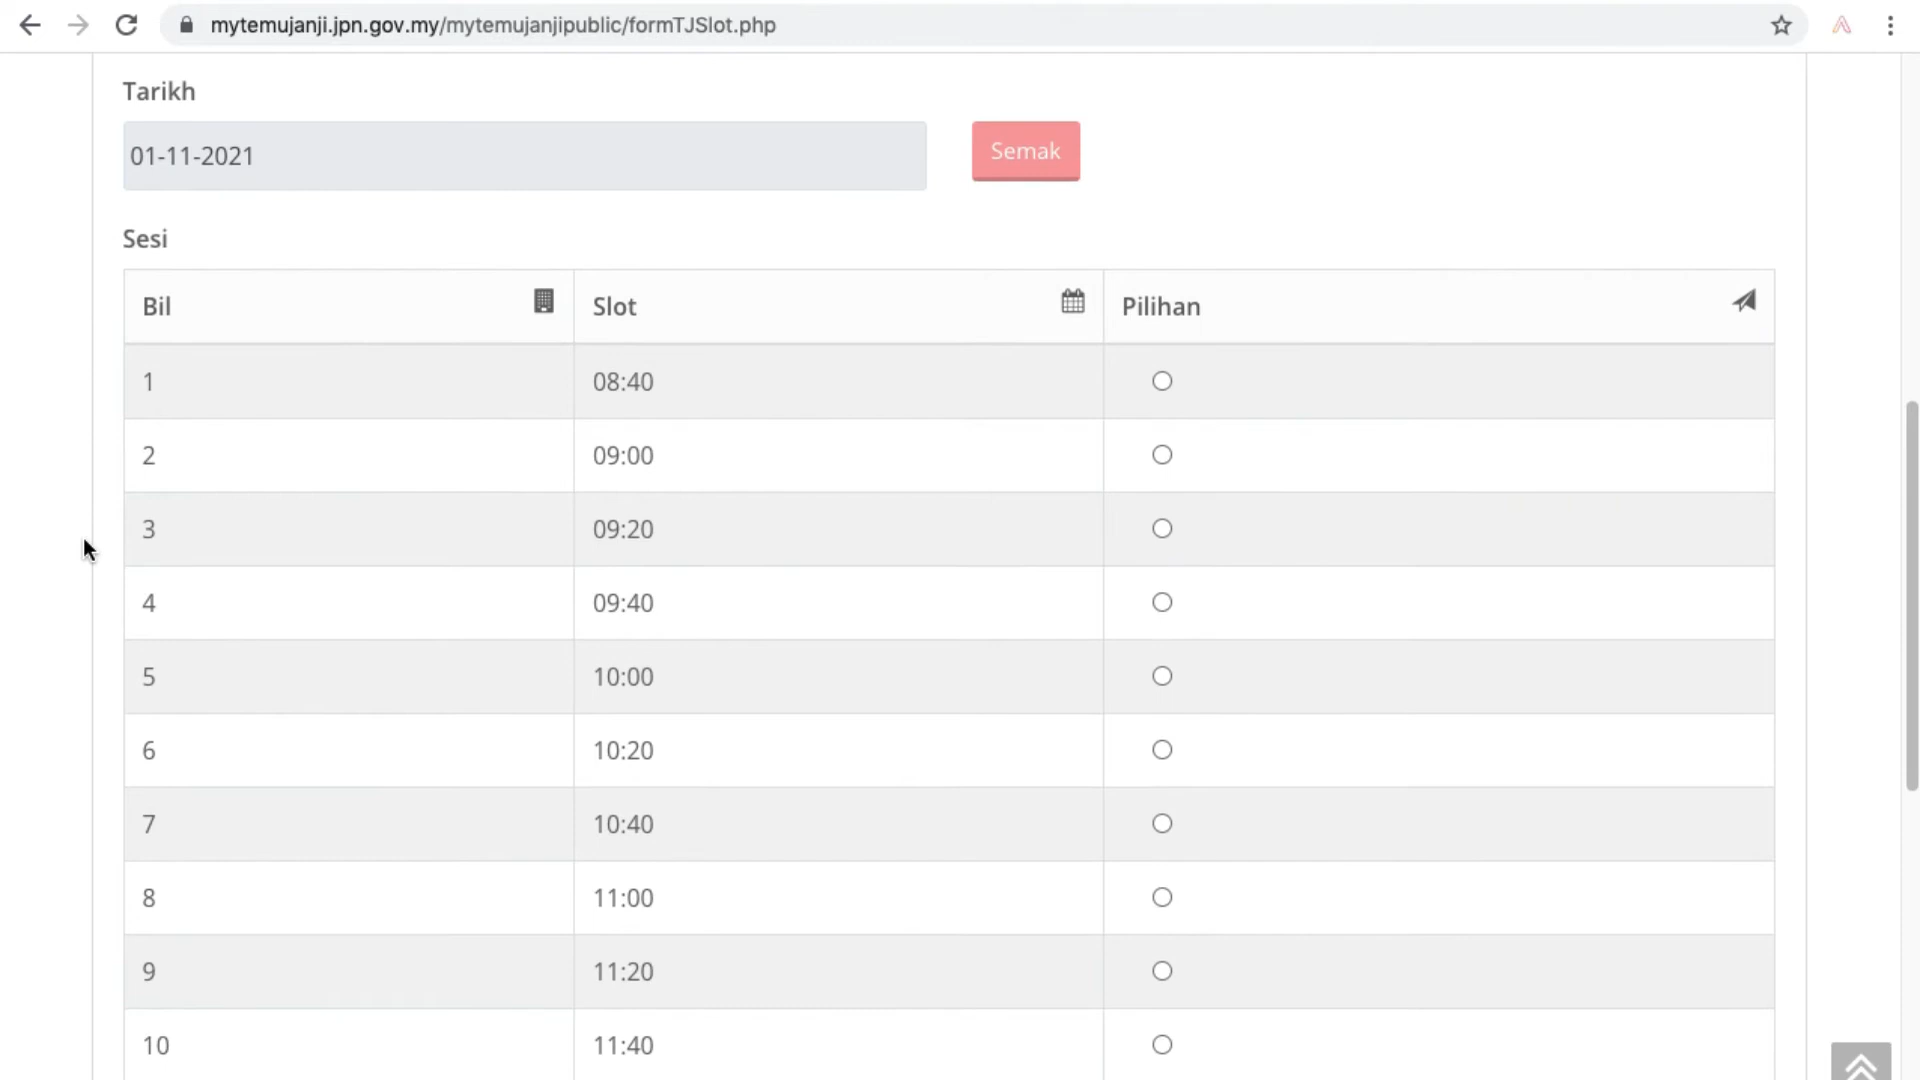 mytemujanji.jpn.gov.my/mytemujanjipublic/formTJSlot.php
Tarikh
01-11-2021 Semak
Sesi
Bil Slot Pilihan
1 08:40
2 09:00
3 09:20
4 09:40
5 10:00
6 10:20
7 10:40
8 11:00
9 11:20
10 11:40